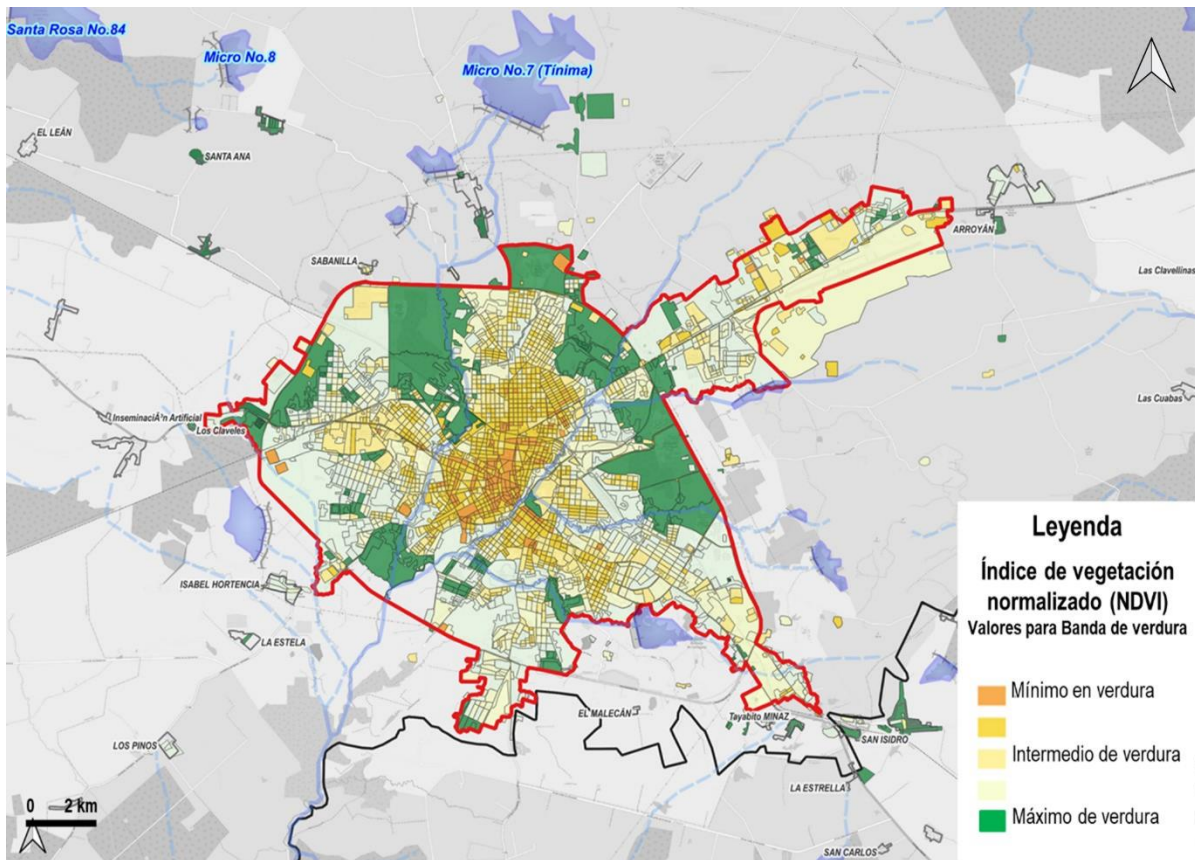 Santa Rosa No.84
Micro No.8
Micro No.7 (Tínima)
EL LEÁN
SANTA ANA
ARROYÁN
SABANILLA
Las Clavellinas
Las Cuabas
InseminaciÃ³n Artificial
Los Claveles
ISABEL HORTENCIA
LA ESTELA
LOS PINOS
EL MALECÁN
Tayabito MINAZ
SAN ISIDRO
LA ESTRELLA
SAN CARLOS
0 2 km
Leyenda
Índice de vegetación
normalizado (NDVI)
Valores para Banda de verdura
Mínimo en verdura
Intermedio de verdura
Máximo de verdura